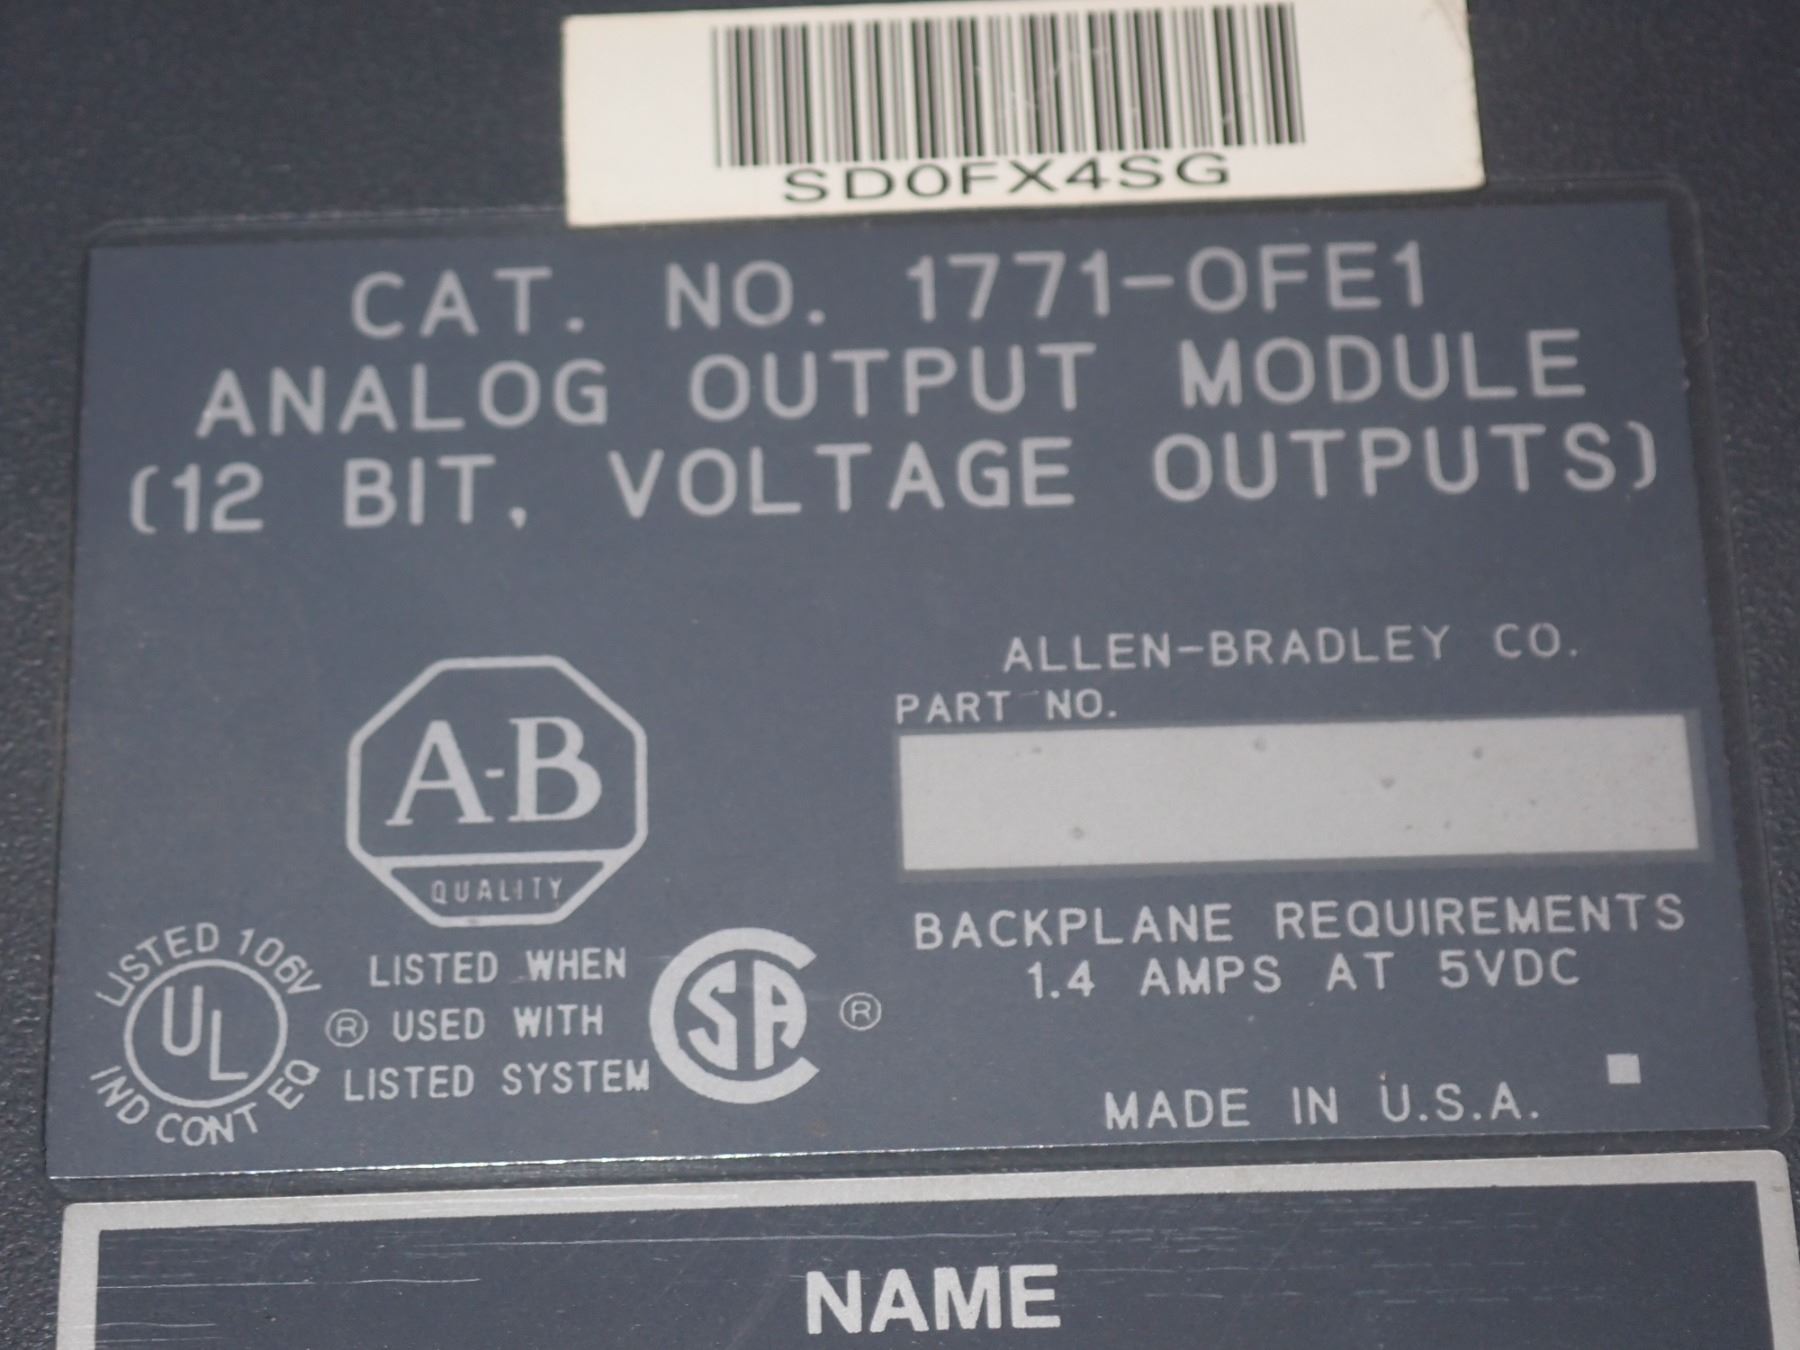 SD0FX4SG
CAT. NO. 1771-OFE1
ANALOG OUTPUT MODULE
(12 BIT, VOLTAGE OUTPUTS)
ALLEN-BRADLEY CO.
PART NO.
A-B
QUALITY
BACKPLANE REQUIREMENTS
1.4 AMPS AT 5VDC
LISTED 106V
UL
IND CONT EQ
®
LISTED WHEN
USED WITH
LISTED SYSTEM
SA
®
MADE IN U.S.A.
NAME